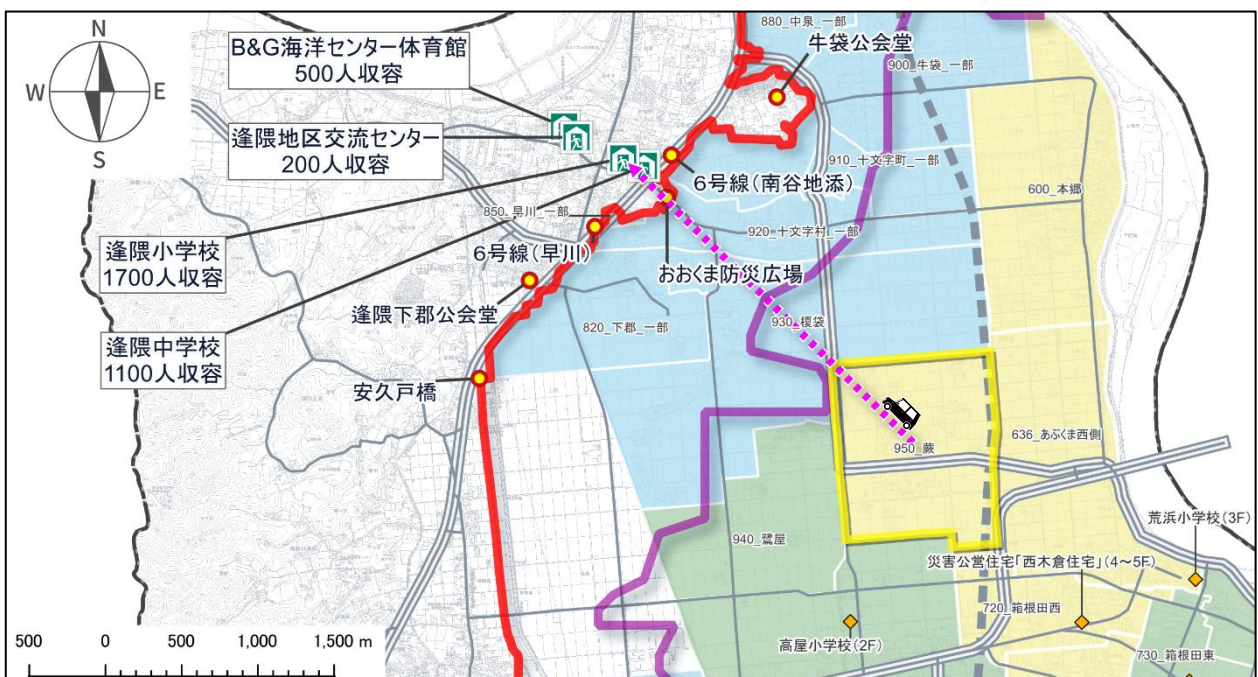 N
W
E
S
B&G海洋センター体育館
500人収容
逢隈地区交流センター
200人収容
逢隈小学校
1700人収容
逢隈中学校
1100人収容
880_中泉_一部
牛袋公会堂
900_牛袋_一部
910_十文字町_一部
6号線(南谷地添)
600_本郷
850_早川_一部
920_十文字村_一部
6号線(早川)
おおくま防災広場
逢隈下郡公会堂
820_下郡_一部
930_榎袋
安久戸橋
950_蕨
636_あぶくま西側
荒浜小学校(3F)
940_鷺屋
災害公営住宅「西木倉住宅」(4～5F)
720_箱根田西
高屋小学校(2F)
730_箱根田東
500 0 500 1,000 1,500 m